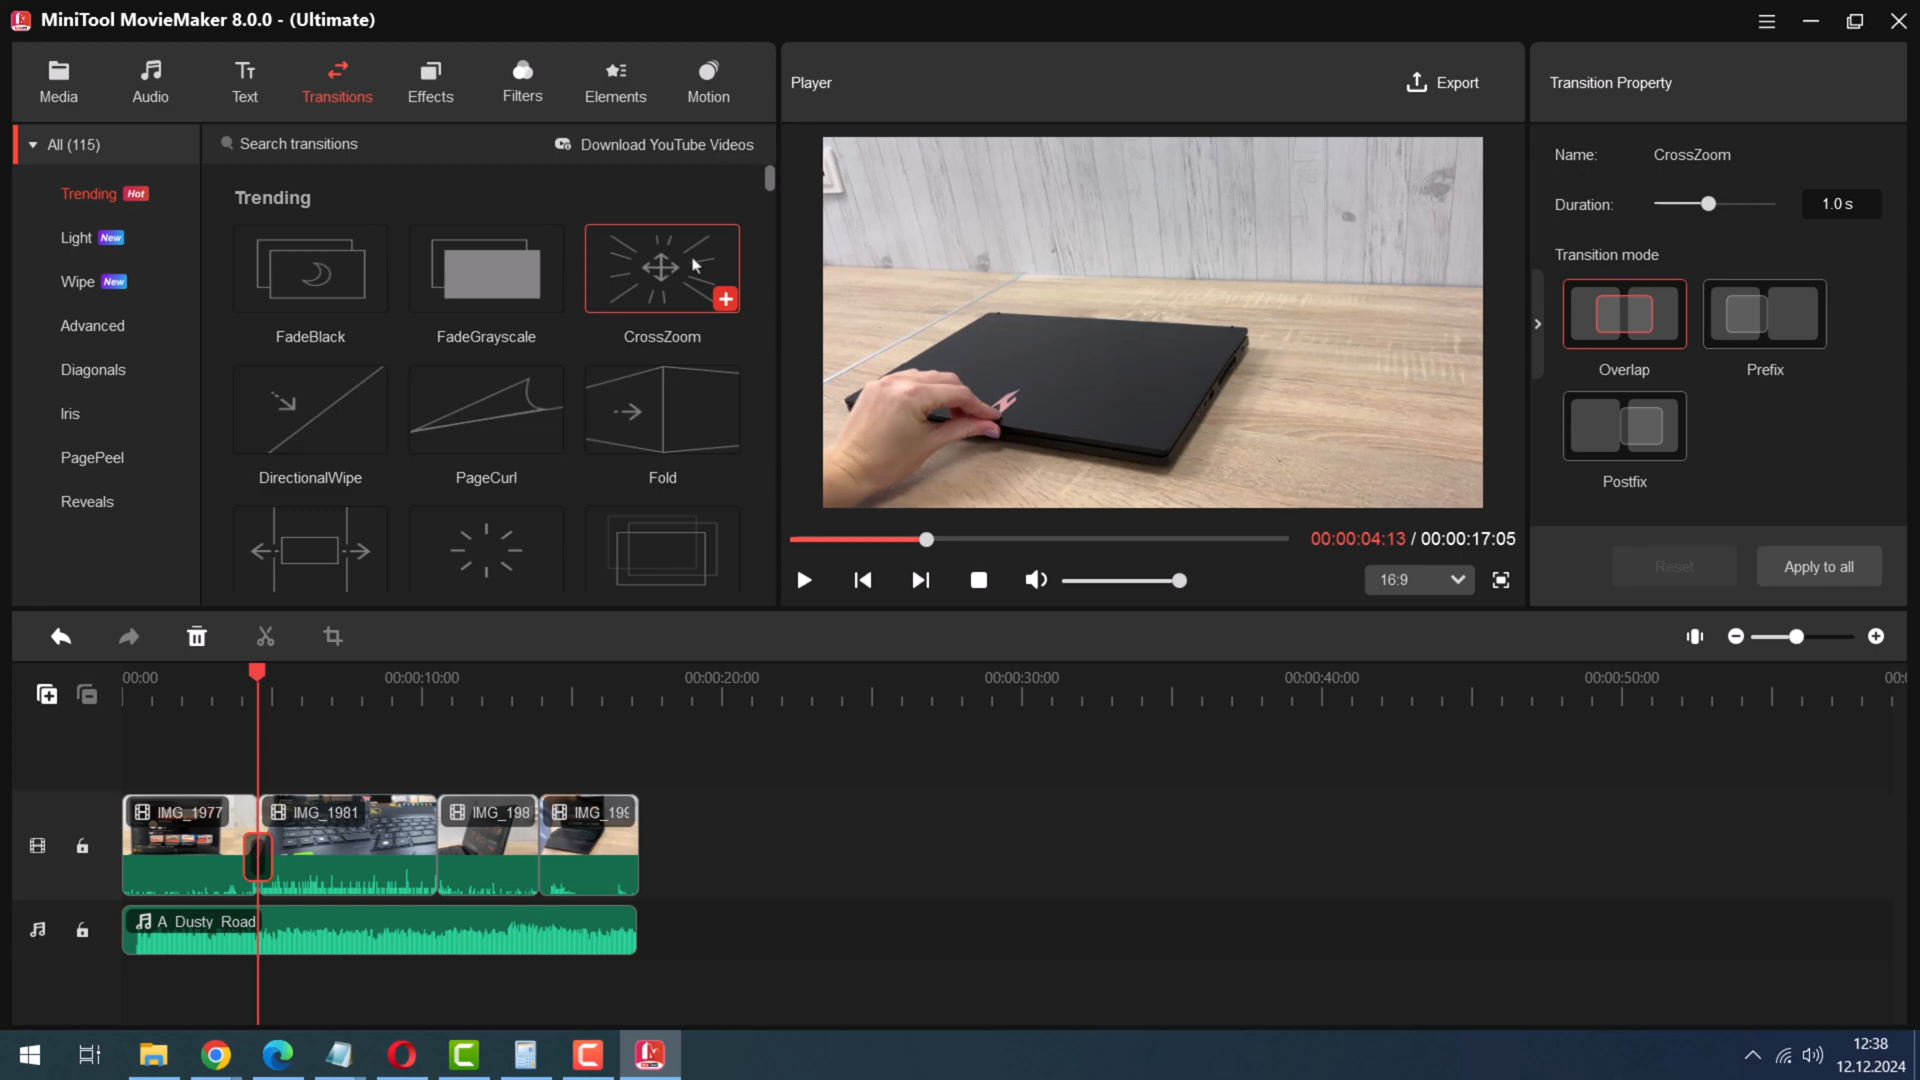 MiniTool MovieMaker 8.0.0 - (Ultimate)
Media
Audio
Text
Transitions
Effects
Filters
Elements
Motion
Player
Export
Transition Property
All (115)
Search transitions
Download YouTube Videos
Trending Hot
Light New
Wipe New
Advanced
Diagonals
Iris
PagePeel
Reveals
Trending
FadeBlack
FadeGrayscale
CrossZoom
DirectionalWipe
PageCurl
Fold
Name: CrossZoom
Duration: 1.0 s
Transition mode
Overlap
Prefix
Postfix
00:00:04:13 / 00:00:17:05
16:9
Reset
Apply to all
00:00
00:00:10:00
00:00:20:00
00:00:30:00
00:00:40:00
00:00:50:00
IMG_1977
IMG_1981
IMG_198
IMG_199
A Dusty Road
12:38
12.12.2024